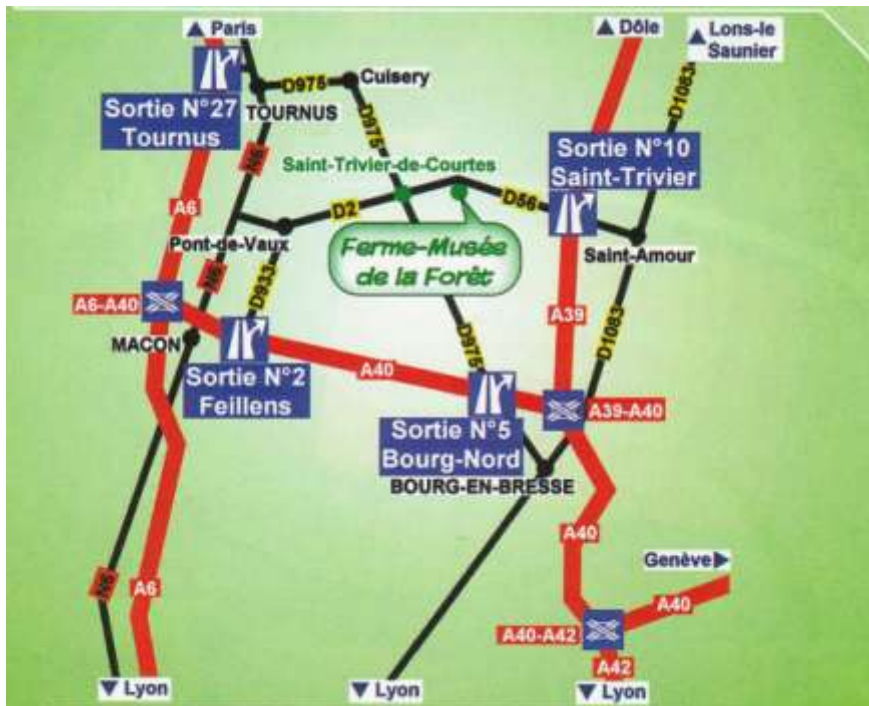 ▲ Paris
▲ Dôle
▲ Lons-le
Saunier
Cuisery
D975
D1083
Sortie N°27
Tournus
TOURNUS
D975
Sortie N°10
Saint-Trivier
Saint-Trivier-de-Courtes
N6
A6
D2
D56
Pont-de-Vaux
Ferme-Musée
de la Forêt
Saint-Amour
N6
D933
A6-A40
A39
D1083
MACON
D975
Sortie N°2
Feillens
A40
A39-A40
Sortie N°5
Bourg-Nord
BOURG-EN-BRESSE
A40
Genève ▶
N6
A6
A40
A40-A42
A42
▼ Lyon
▼ Lyon
▼ Lyon